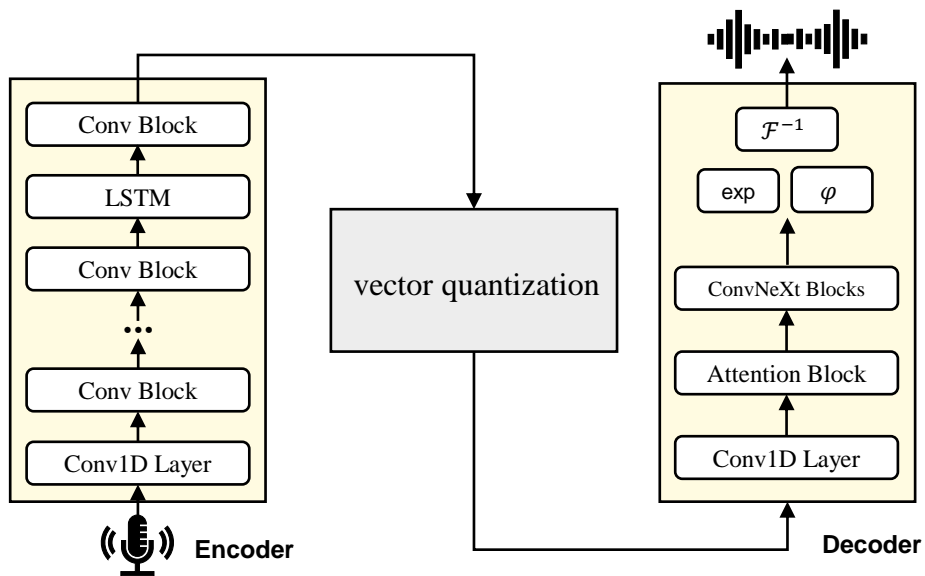 Conv Block
LSTM
Conv Block
...
Conv Block
Conv1D Layer
Encoder
vector quantization
ℱ⁻¹
exp
φ
ConvNeXt Blocks
Attention Block
Conv1D Layer
Decoder